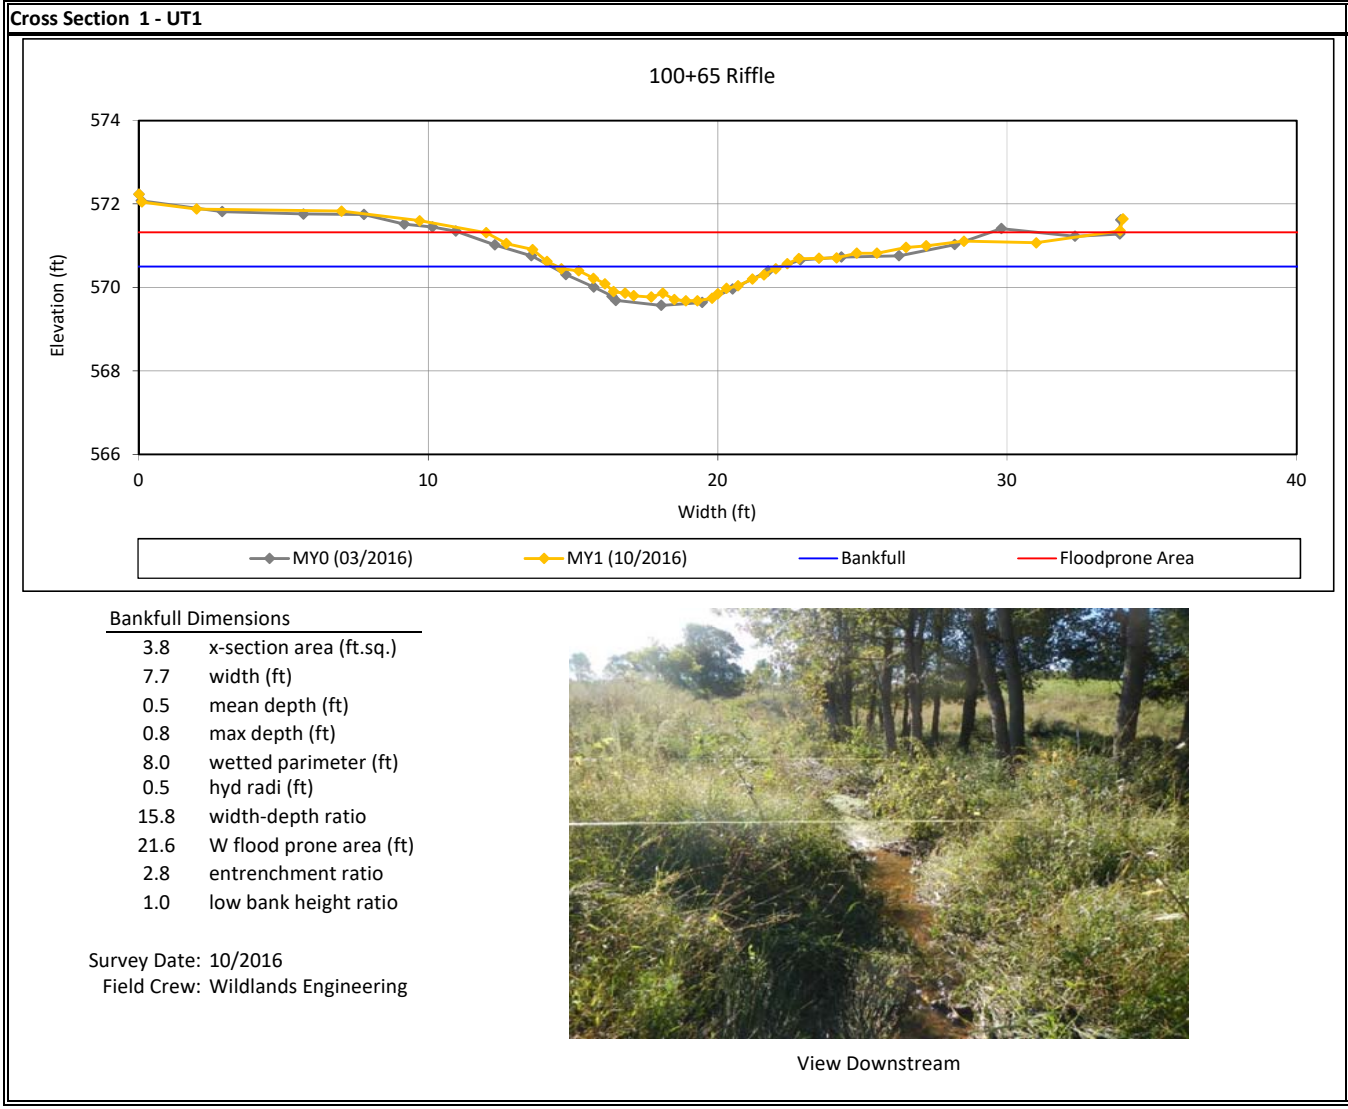 Cross Section 1 - UT1
100+65 Riffle
574
572
570
568
566
Elevation (ft)
0 10 20 30 40
Width (ft)
MY0 (03/2016) MY1 (10/2016) Bankfull Floodprone Area
Bankfull Dimensions
3.8 x-section area (ft.sq.)
7.7 width (ft)
0.5 mean depth (ft)
0.8 max depth (ft)
8.0 wetted parimeter (ft)
0.5 hyd radi (ft)
15.8 width-depth ratio
21.6 W flood prone area (ft)
2.8 entrenchment ratio
1.0 low bank height ratio
Survey Date: 10/2016
Field Crew: Wildlands Engineering
View Downstream